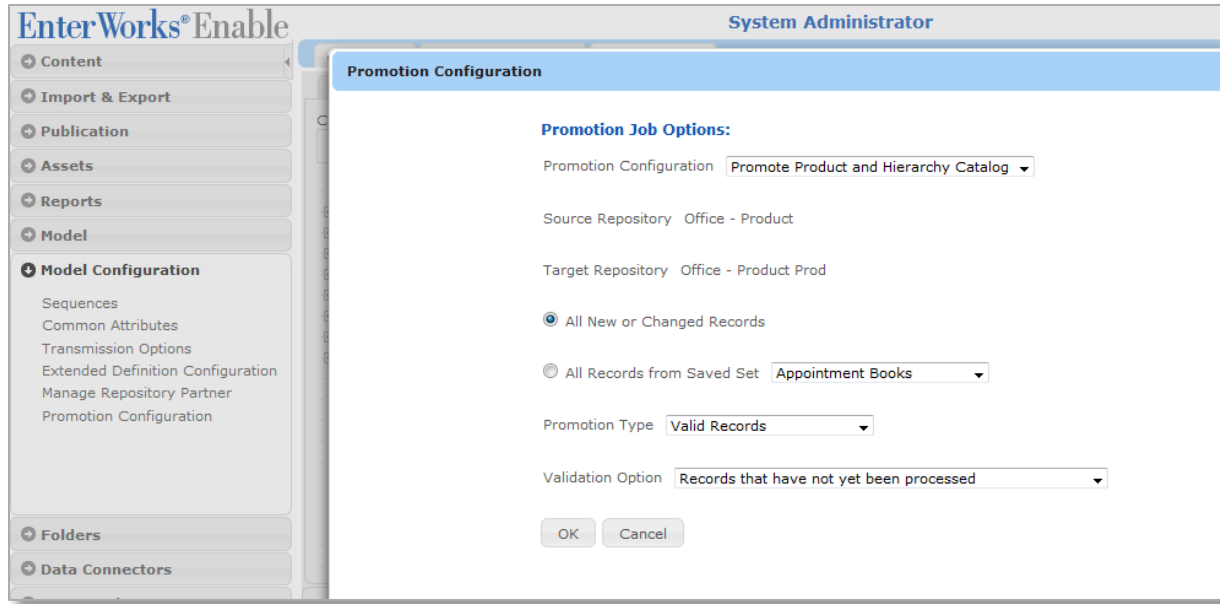 EnterWorks®Enable
System Administrator
Content
Import & Export
Publication
Assets
Reports
Model
Model Configuration
Sequences
Common Attributes
Transmission Options
Extended Definition Configuration
Manage Repository Partner
Promotion Configuration
Folders
Data Connectors
Promotion Configuration
Promotion Job Options:
Promotion Configuration Promote Product and Hierarchy Catalog
Source Repository Office - Product
Target Repository Office - Product Prod
All New or Changed Records
All Records from Saved Set Appointment Books
Promotion Type Valid Records
Validation Option Records that have not yet been processed
OK Cancel